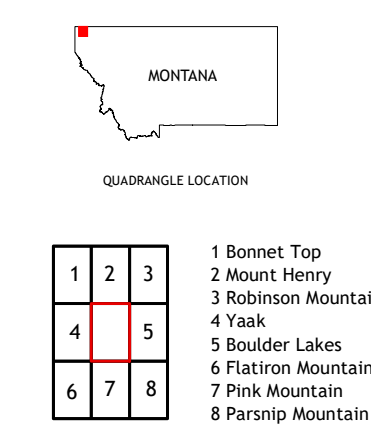 MONTANA
QUADRANGLE LOCATION
1 2 3
4 5
6 7 8
1 Bonnet Top
2 Mount Henry
3 Robinson Mountai
4 Yaak
5 Boulder Lakes
6 Flatiron Mountain
7 Pink Mountain
8 Parsnip Mountain